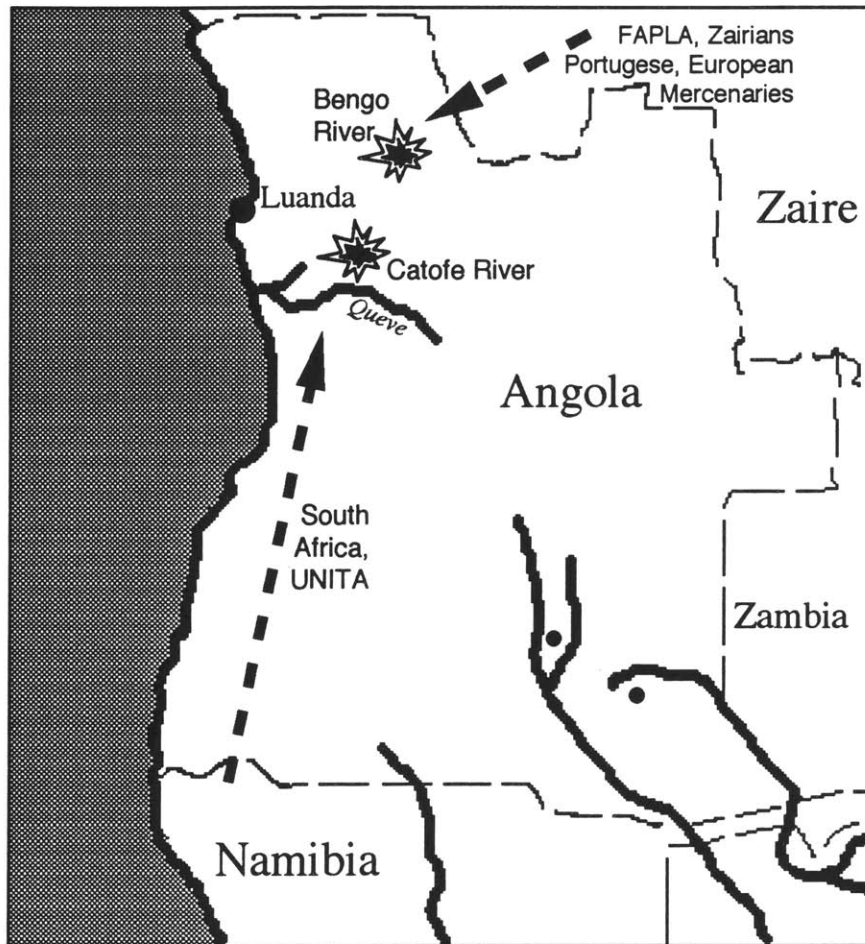 FAPLA, Zairians
Portugese, European
Mercenaries
Bengo
River
Luanda
Zaire
Catofe River
Queve
Angola
South
Africa,
UNITA
Zambia
Namibia